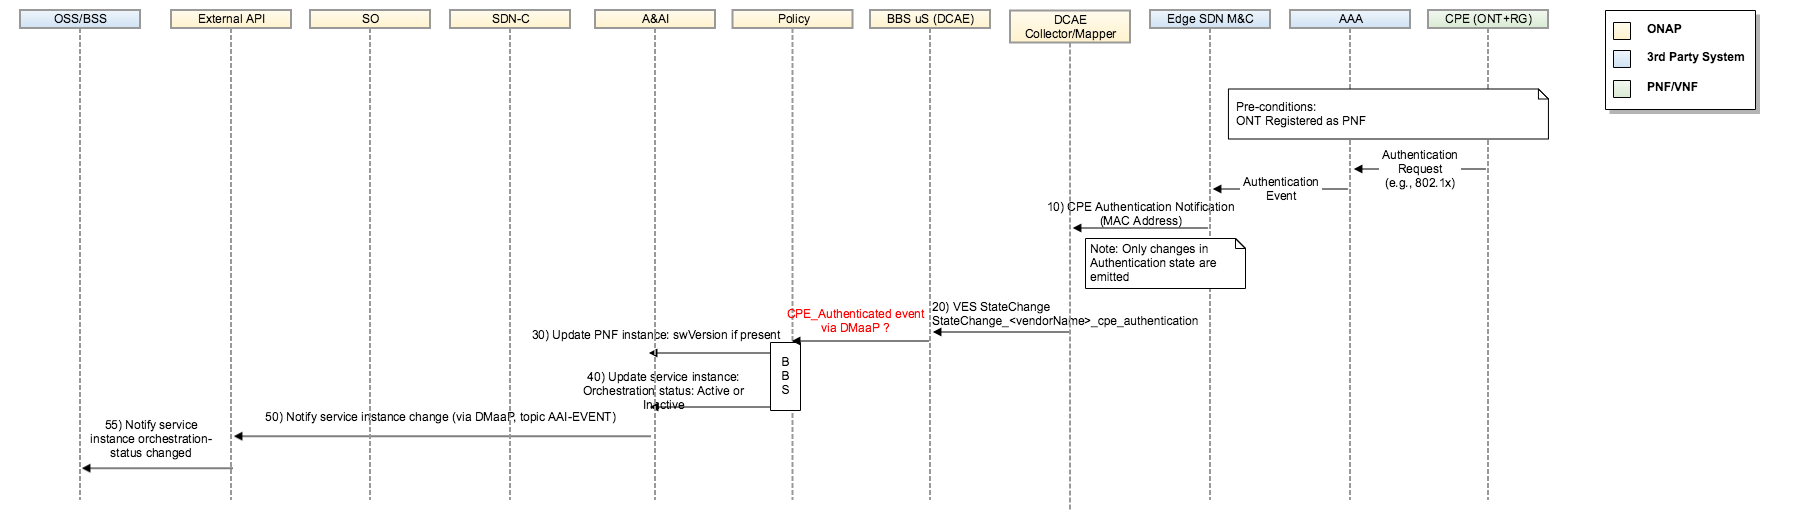 OSS/BSS
External API
SO
SDN-C
A&AI
Policy
BBS uS (DCAE)
DCAE
Collector/Mapper
Edge SDN M&C
AAA
CPE (ONT+RG)
ONAP
3rd Party System
PNF/VNF
Pre-conditions:
ONT Registered as PNF
Authentication
Request
(e.g., 802.1x)
Authentication
Event
10) CPE Authentication Notification
(MAC Address)
Note: Only changes in
Authentication state are
emitted
20) VES StateChange
StateChange_<vendorName>_cpe_authentication
CPE_Authenticated event
via DMaaP ?
30) Update PNF instance: swVersion if present
B
B
S
40) Update service instance:
Orchestration status: Active or
Inactive
50) Notify service instance change (via DMaaP, topic AAI-EVENT)
55) Notify service
instance orchestration-
status changed